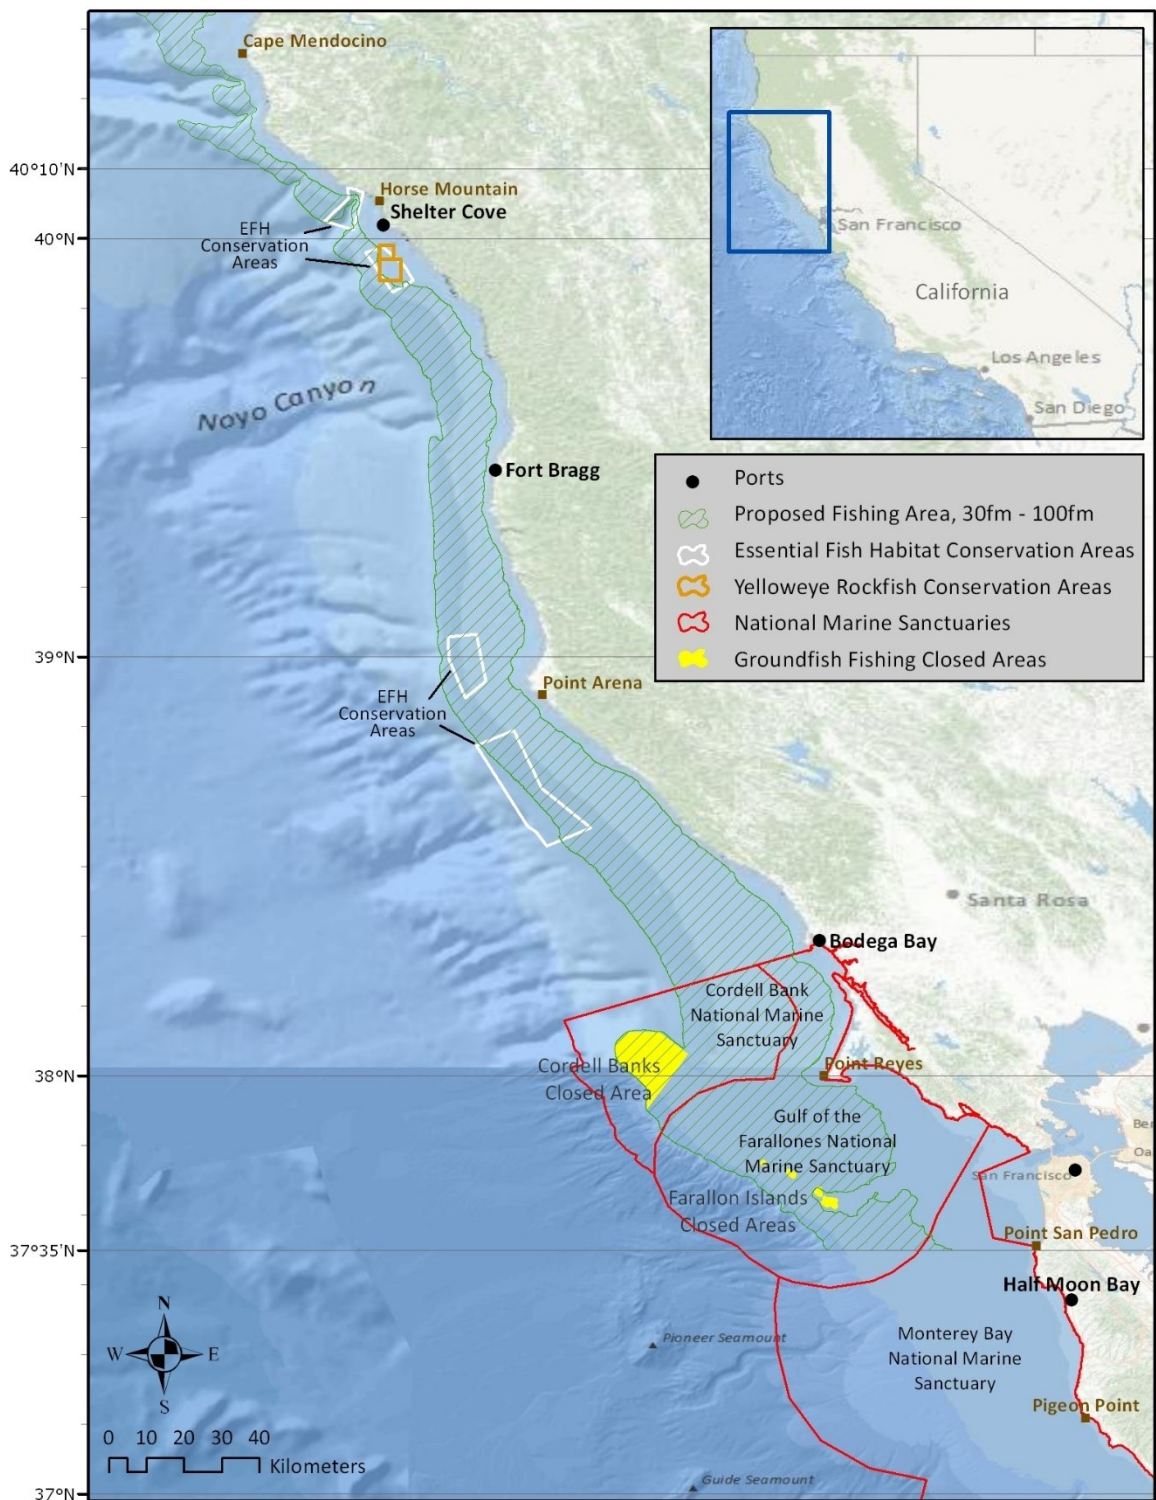 Cape Mendocino
40°10'N
Horse Mountain
Shelter Cove
EFH
Conservation
Areas
40°N
Noyo Canyon
Fort Bragg
39°N
Point Arena
EFH
Conservation
Areas
San Francisco
California
Los Angeles
San Diego
Ports
Proposed Fishing Area, 30fm - 100fm
Essential Fish Habitat Conservation Areas
Yelloweye Rockfish Conservation Areas
National Marine Sanctuaries
Groundfish Fishing Closed Areas
Santa Rosa
Bodega Bay
Cordell Bank
National Marine
Sanctuary
Cordell Banks
Closed Area
38°N
Point Reyes
Gulf of the
Farallones National
Marine Sanctuary
Farallon Islands
Closed Areas
San Francisco
Point San Pedro
37°35'N
Half Moon Bay
Pioneer Seamount
Monterey Bay
National Marine
Sanctuary
Pigeon Point
N
W E
S
0 10 20 30 40
Kilometers
Guide Seamount
37°N